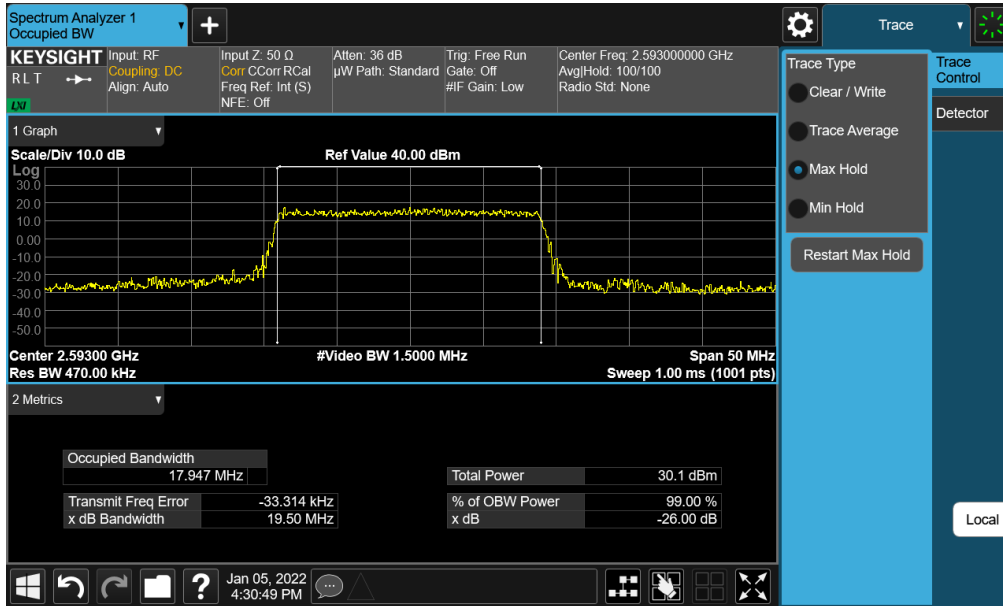 Spectrum Analyzer 1
Occupied BW
+
Trace
KEYSIGHT
R L T
LXI
Input: RF
Coupling: DC
Align: Auto
Input Z: 50 Ω
Corr CCorr RCal
Freq Ref: Int (S)
NFE: Off
Atten: 36 dB
µW Path: Standard
Trig: Free Run
Gate: Off
#IF Gain: Low
Center Freq: 2.593000000 GHz
Avg|Hold: 100/100
Radio Std: None
Trace Type
Clear / Write
Trace Average
Max Hold
Min Hold
Restart Max Hold
Trace
Control
Detector
Local
1 Graph
Scale/Div 10.0 dB
Ref Value 40.00 dBm
Log
30.0
20.0
10.0
0.00
-10.0
-20.0
-30.0
-40.0
-50.0
Center 2.59300 GHz
#Video BW 1.5000 MHz
Span 50 MHz
Res BW 470.00 kHz
Sweep 1.00 ms (1001 pts)
2 Metrics
Occupied Bandwidth
17.947 MHz
Total Power 30.1 dBm
Transmit Freq Error -33.314 kHz
% of OBW Power 99.00 %
x dB Bandwidth 19.50 MHz
x dB -26.00 dB
?
Jan 05, 2022
4:30:49 PM